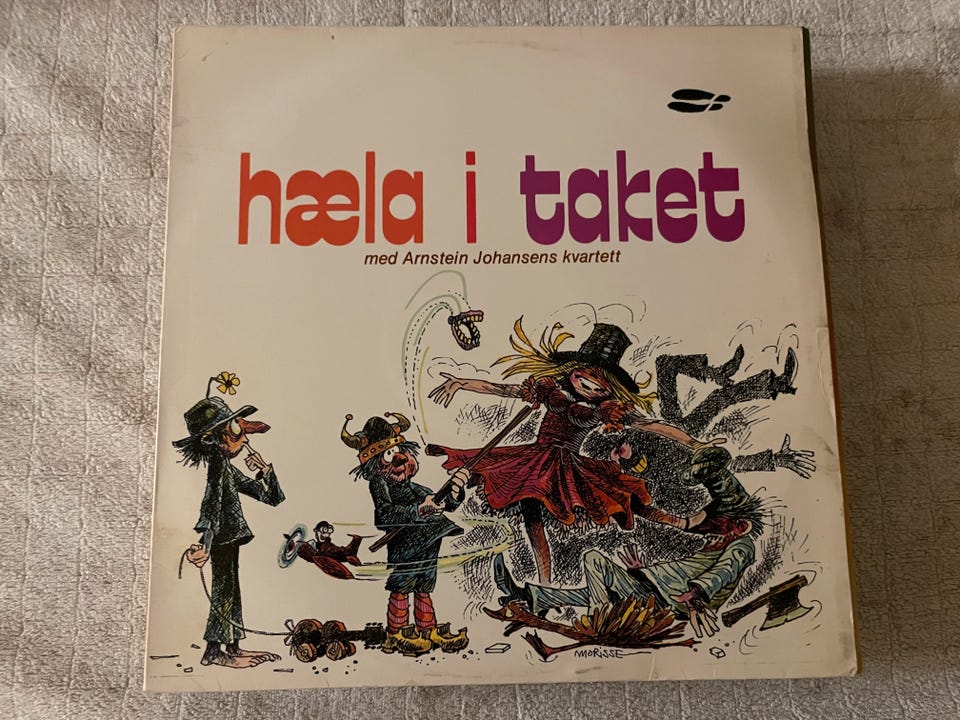 hæla i taket
med Arnstein Johansens kvartett
MORiSSE